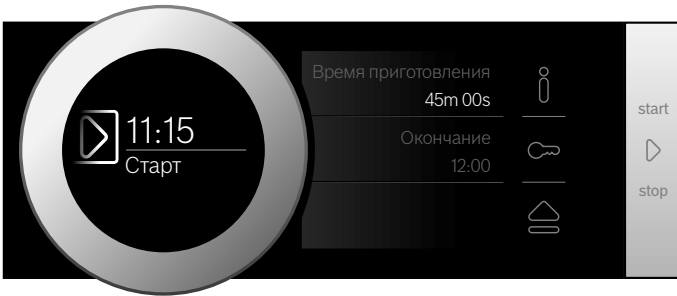 11:15
Старт
Время приготовления
45m 00s
Окончание
12:00
start
stop